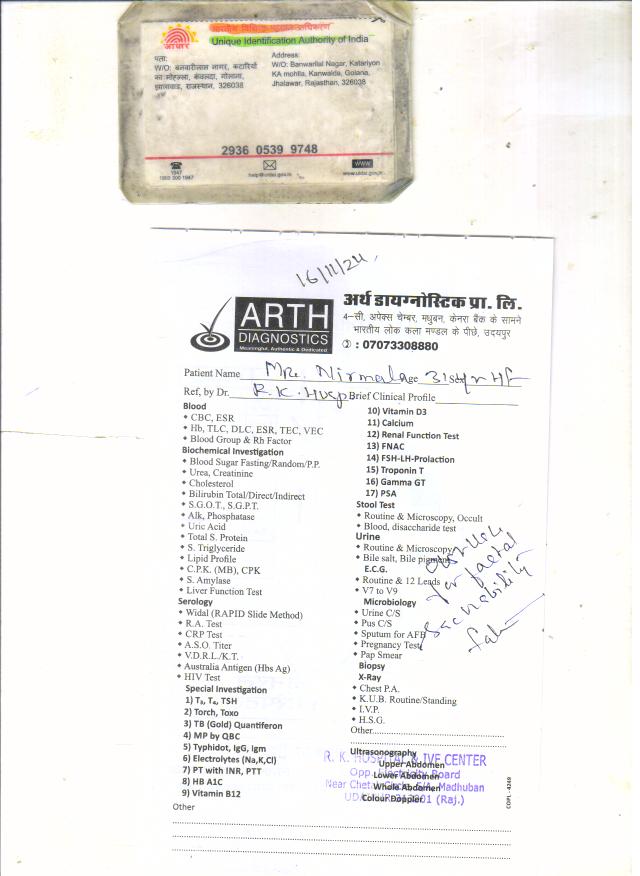 भारतीय विशिष्ट पहचान प्राधिकरण
Unique Identification Authority of India
आधार
पता:
W/O: बनवारीलाल नागर, कटारियों
का मोहल्ला, कंवल्दा, गोलाना,
झालावाड, राजस्थान, 326038
Address:
W/O: Banwarilal Nagar, Katariyon
KA mohlla, Kanwalda, Golana,
Jhalawar, Rajasthan, 326038
2936 0539 9748
1947
1800 300 1947
help@uidai.gov.in
www
www.uidai.gov.in
16/11/24
ARTH
DIAGNOSTICS
Meaningful, Authentic & Dedicated
अर्थ डायग्नोस्टिक प्रा. लि.
4-सी, अपेक्स चेम्बर, मधुबन, केनरा बैंक के सामने
भारतीय लोक कला मण्डल के पीछे, उदयपुर
: 07073308880
Patient Name Mrs. Nirmala Age 31
Ref, by Dr. R.K. Hosp Brief Clinical Profile
Blood
CBC, ESR
Hb, TLC, DLC, ESR, TEC, VEC
Blood Group & Rh Factor
Biochemical Investigation
Blood Sugar Fasting/Random/P.P.
Urea, Creatinine
Cholesterol
Bilirubin Total/Direct/Indirect
S.G.O.T., S.G.P.T.
Alk, Phosphatase
Uric Acid
Total S. Protein
S. Triglyceride
Lipid Profile
C.P.K. (MB), CPK
S. Amylase
Liver Function Test
Serology
Widal (RAPID Slide Method)
R.A. Test
CRP Test
A.S.O. Titer
V.D.R.L./K.T.
Australia Antigen (Hbs Ag)
HIV Test
Special Investigation
1) T₃, T₄, TSH
2) Torch, Toxo
3) TB (Gold) Quantiferon
4) MP by QBC
5) Typhidot, IgG, Igm
6) Electrolytes (Na,K,Cl)
7) PT with INR, PTT
8) HB A1C
9) Vitamin B12
Other
10) Vitamin D3
11) Calcium
12) Renal Function Test
13) FNAC
14) FSH-LH-Prolaction
15) Troponin T
16) Gamma GT
17) PSA
Stool Test
Routine & Microscopy, Occult
Blood, disaccharide test
Urine
Routine & Microscopy
Bile salt, Bile pigment
E.C.G.
Routine & 12 Leads
V7 to V9
Microbiology
Urine C/S
Pus C/S
Sputum for AFB
Pregnancy Test
Pap Smear
Biopsy
X-Ray
Chest P.A.
K.U.B. Routine/Standing
I.V.P.
H.S.G.
Other
Ultrasonography
Upper Abdomen
Lower Abdomen
Whole Abdomen
Colour Doppler
for
R. K. HOSPITAL & IVF CENTER
Opp. Electricity Board
Madhuban
(Raj.)
COPL -4249